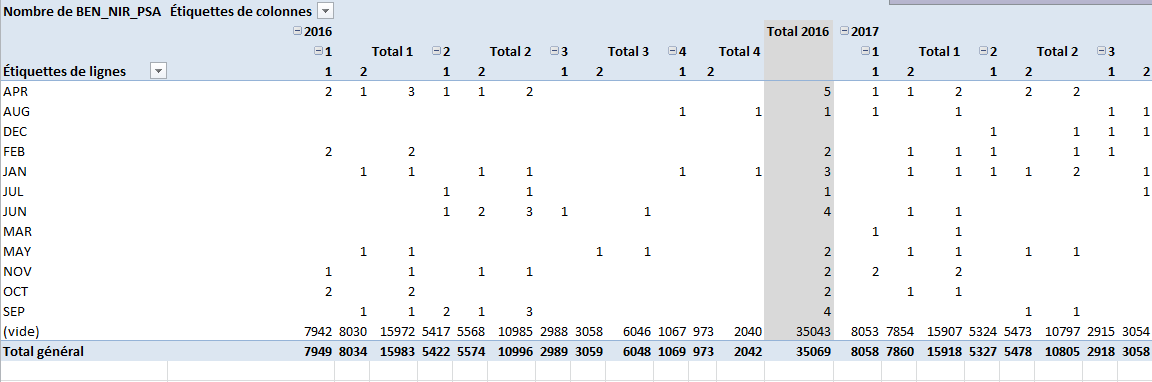 Nombre de BEN_NIR_PSA Étiquettes de colonnes
2016 Total 2016 2017
1 Total 1 2 Total 2 3 Total 3 4 Total 4 1 Total 1 2 Total 2 3
Étiquettes de lignes 1 2 1 2 1 2 1 2 1 2 1 2 1 2
APR 2 1 3 1 1 2 5 1 1 2 2 2
AUG 1 1 1 1 1 1 1
DEC 1 1 1 1
FEB 2 2 2 1 1 1 1 1
JAN 1 1 1 1 1 1 3 1 1 1 1 2 1
JUL 1 1 1 1
JUN 1 2 3 1 1 4 1 1
MAR 1 1
MAY 1 1 1 1 2 1 1 1 1
NOV 1 1 1 1 2 2 2
OCT 2 2 2 1 1
SEP 1 1 2 1 3 4 1 1
(vide) 7942 8030 15972 5417 5568 10985 2988 3058 6046 1067 973 2040 35043 8053 7854 15907 5324 5473 10797 2915 3054
Total général 7949 8034 15983 5422 5574 10996 2989 3059 6048 1069 973 2042 35069 8058 7860 15918 5327 5478 10805 2918 3058